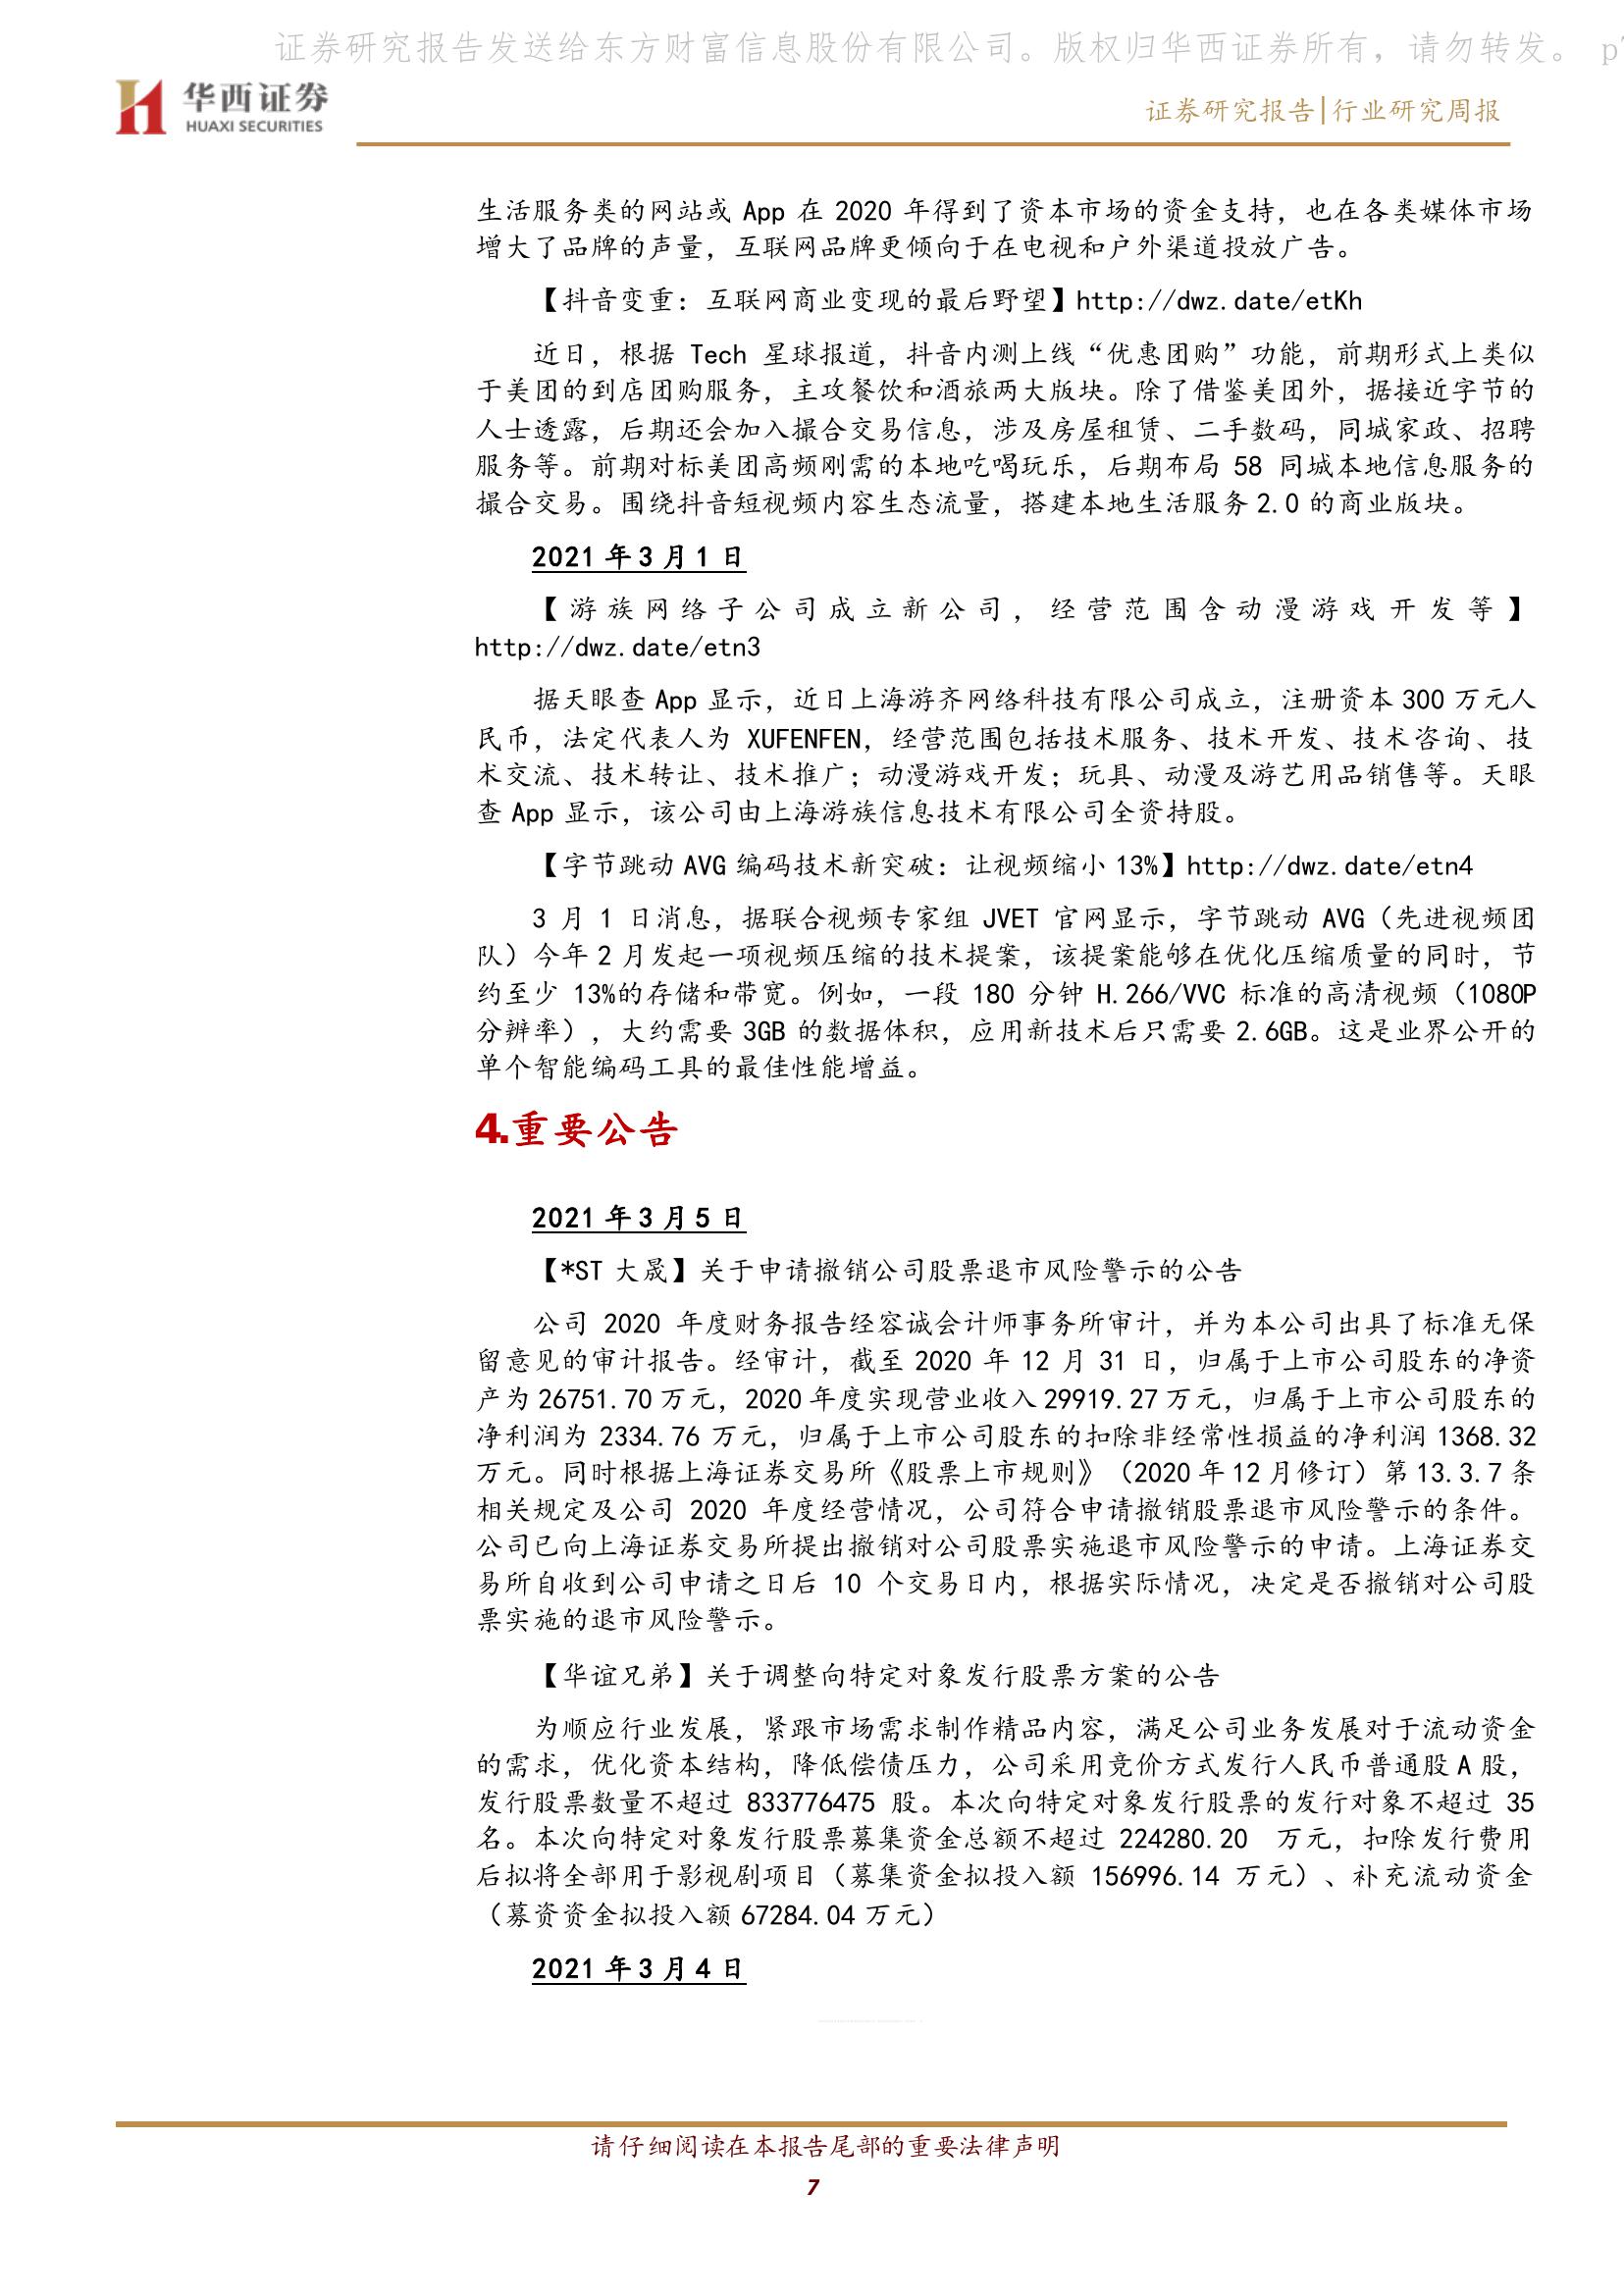 证券研究报告发送给东方财富信息股份有限公司。版权归华西证券所有，请勿转发。 p
华西证券
HUAXI SECURITIES
证券研究报告|行业研究周报
生活服务类的网站或 App 在 2020 年得到了资本市场的资金支持，也在各类媒体市场
增大了品牌的声量，互联网品牌更倾向于在电视和户外渠道投放广告。
【抖音变重：互联网商业变现的最后野望】http://dwz.date/etKh
近日，根据 Tech 星球报道，抖音内测上线“优惠团购”功能，前期形式上类似
于美团的到店团购服务，主攻餐饮和酒旅两大版块。除了借鉴美团外，据接近字节的
人士透露，后期还会加入撮合交易信息，涉及房屋租赁、二手数码，同城家政、招聘
服务等。前期对标美团高频刚需的本地吃喝玩乐，后期布局 58 同城本地信息服务的
撮合交易。围绕抖音短视频内容生态流量，搭建本地生活服务 2.0 的商业版块。
2021 年 3 月 1 日
【游族网络子公司成立新公司，经营范围含动漫游戏开发等】
http://dwz.date/etn3
据天眼查 App 显示，近日上海游齐网络科技有限公司成立，注册资本 300 万元人
民币，法定代表人为 XUFENFEN，经营范围包括技术服务、技术开发、技术咨询、技
术交流、技术转让、技术推广；动漫游戏开发；玩具、动漫及游艺用品销售等。天眼
查 App 显示，该公司由上海游族信息技术有限公司全资持股。
【字节跳动 AVG 编码技术新突破：让视频缩小 13%】http://dwz.date/etn4
3 月 1 日消息，据联合视频专家组 JVET 官网显示，字节跳动 AVG（先进视频团
队）今年 2 月发起一项视频压缩的技术提案，该提案能够在优化压缩质量的同时，节
约至少 13%的存储和带宽。例如，一段 180 分钟 H.266/VVC 标准的高清视频（1080P
分辨率），大约需要 3GB 的数据体积，应用新技术后只需要 2.6GB。这是业界公开的
单个智能编码工具的最佳性能增益。
4.重要公告
2021 年 3 月 5 日
【*ST 大晟】关于申请撤销公司股票退市风险警示的公告
公司 2020 年度财务报告经容诚会计师事务所审计，并为本公司出具了标准无保
留意见的审计报告。经审计，截至 2020 年 12 月 31 日，归属于上市公司股东的净资
产为 26751.70 万元，2020 年度实现营业收入 29919.27 万元，归属于上市公司股东的
净利润为 2334.76 万元，归属于上市公司股东的扣除非经常性损益的净利润 1368.32
万元。同时根据上海证券交易所《股票上市规则》（2020 年 12 月修订）第 13.3.7 条
相关规定及公司 2020 年度经营情况，公司符合申请撤销股票退市风险警示的条件。
公司已向上海证券交易所提出撤销对公司股票实施退市风险警示的申请。上海证券交
易所自收到公司申请之日后 10 个交易日内，根据实际情况，决定是否撤销对公司股
票实施的退市风险警示。
【华谊兄弟】关于调整向特定对象发行股票方案的公告
为顺应行业发展，紧跟市场需求制作精品内容，满足公司业务发展对于流动资金
的需求，优化资本结构，降低偿债压力，公司采用竞价方式发行人民币普通股 A 股，
发行股票数量不超过 833776475 股。本次向特定对象发行股票的发行对象不超过 35
名。本次向特定对象发行股票募集资金总额不超过 224280.20 万元，扣除发行费用
后拟将全部用于影视剧项目（募集资金拟投入额 156996.14 万元）、补充流动资金
（募资资金拟投入额 67284.04 万元）
2021 年 3 月 4 日
请仔细阅读在本报告尾部的重要法律声明
7